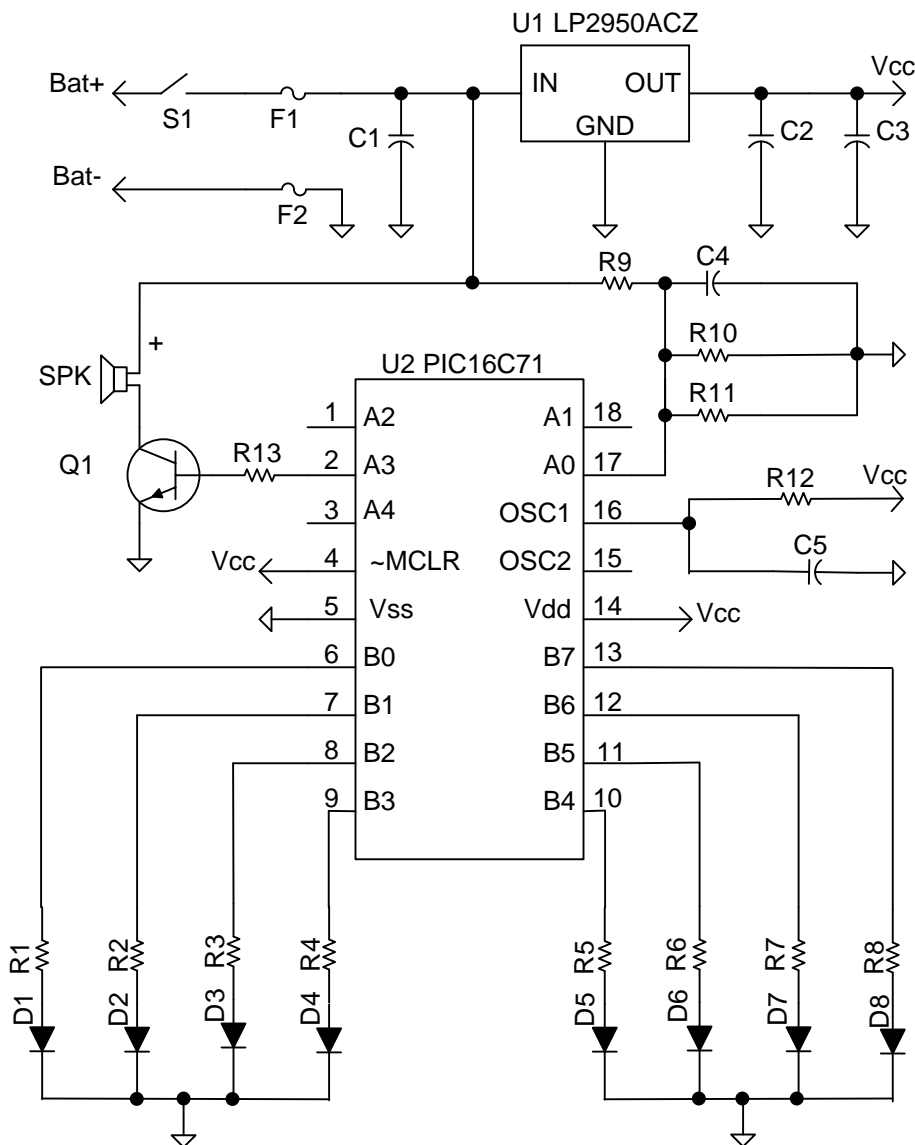 U1 LP2950ACZ
Bat+
S1
F1
C1
IN
OUT
GND
C2
C3
Vcc
Bat-
F2
R9
C4
R10
R11
SPK
+
Q1
R13
U2 PIC16C71
1 A2
A1 18
2 A3
A0 17
3 A4
OSC1 16
R12
Vcc
Vcc
4 ~MCLR
OSC2 15
C5
5 Vss
Vdd 14
Vcc
6 B0
B7 13
7 B1
B6 12
8 B2
B5 11
9 B3
B4 10
R1
R2
R3
R4
R5
R6
R7
R8
D1
D2
D3
D4
D5
D6
D7
D8